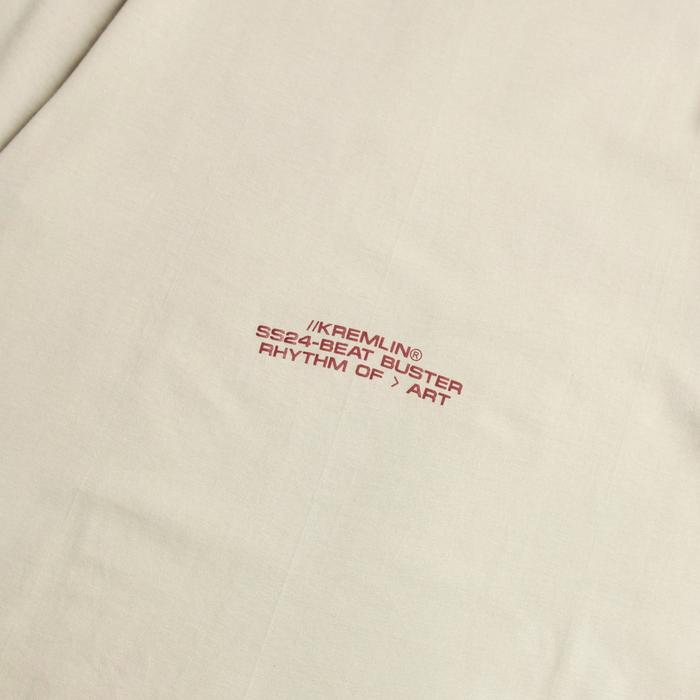 //KREMLIN®
SS24-BEAT BUSTER
RHYTHM OF > ART